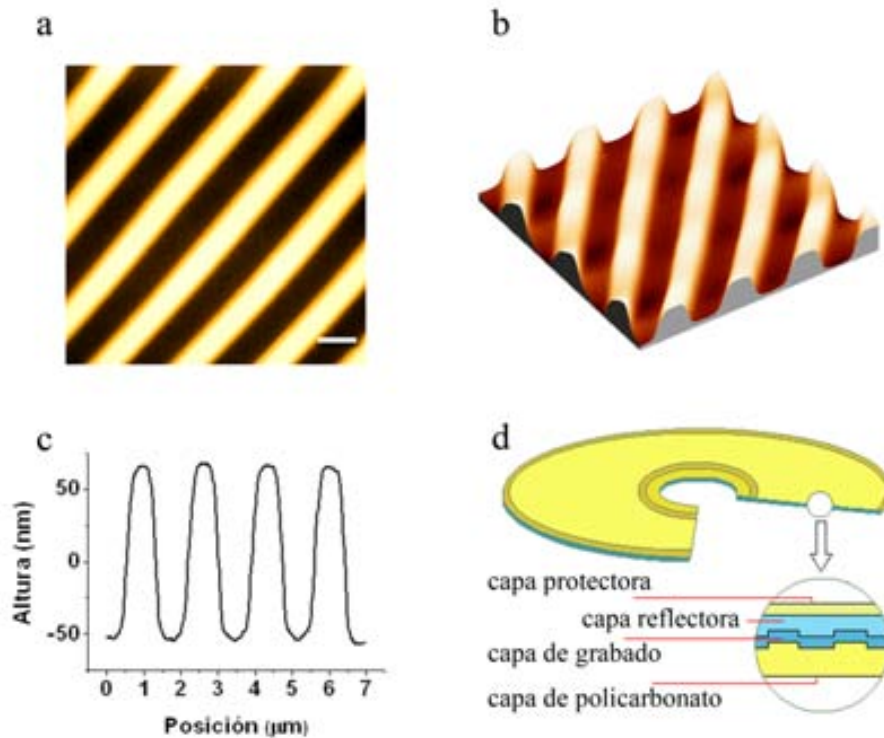 a
b
c
50
0
-50
Altura (nm)
0 1 2 3 4 5 6 7
Posición (μm)
d
capa protectora
capa reflectora
capa de grabado
capa de policarbonato